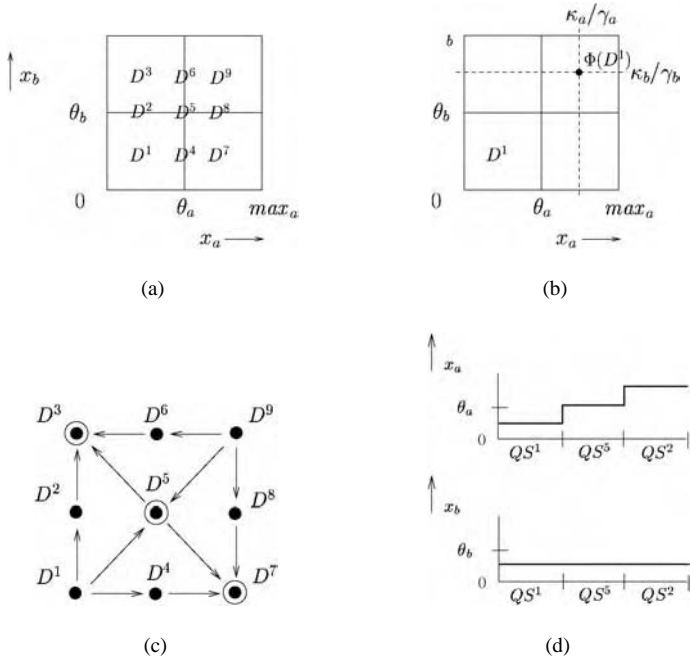 x_b
D^3 D^6 D^9
θ_b D^2 D^5 D^8
D^1 D^4 D^7
0 θ_a max_a
x_a
(a)
κ_a/γ_a
b
Φ(D^1) κ_b/γ_b
θ_b
D^1
0 θ_a max_a
x_a
(b)
D^3 D^6 D^9
D^5
D^2 D^8
D^1 D^4 D^7
(c)
x_a
θ_a
0
QS^1 QS^5 QS^2
x_b
θ_b
0
QS^1 QS^5 QS^2
(d)